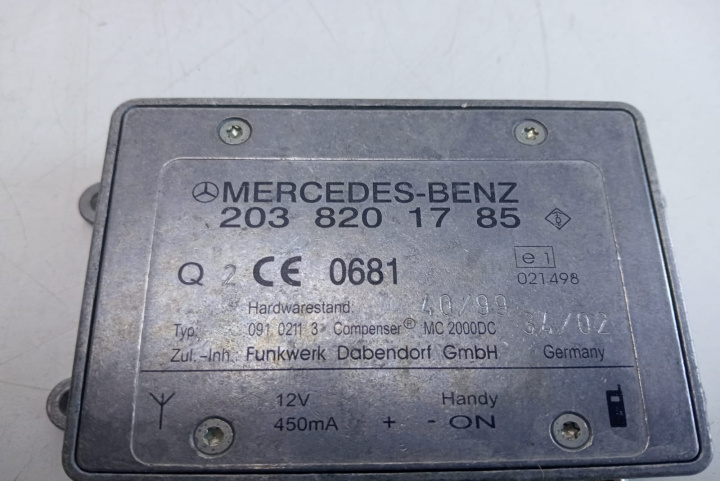 MERCEDES-BENZ
203 820 17 85
Q 2 CE 0681 e1
021498
Hardwarestand: 40/99
Typ: 091 0211 3 Compenser® MC 2000DC 34/02
Zul.-Inh.: Funkwerk Dabendorf GmbH Germany
12V Handy
450mA + - ON